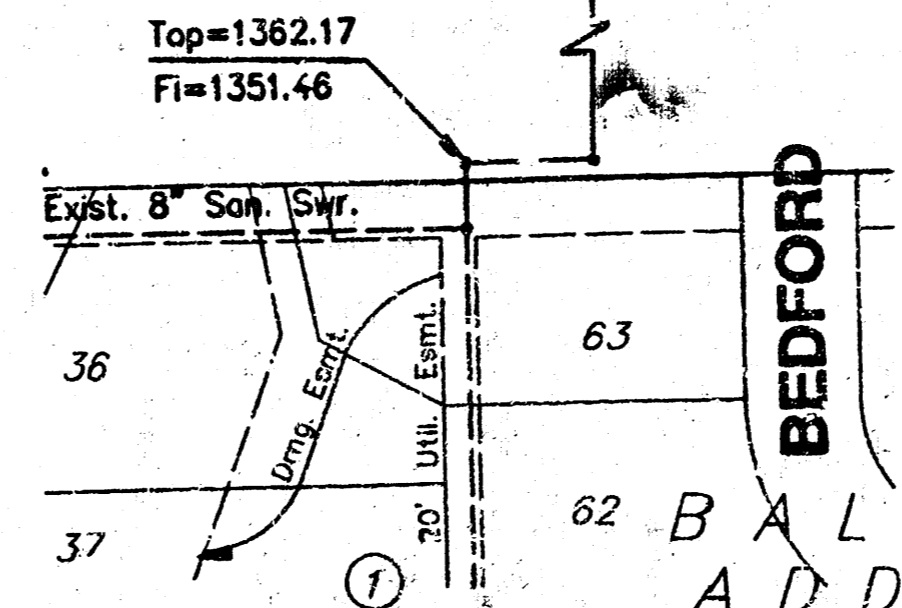 Top=1362.17
Fl=1351.46
Exist. 8" San. Swr.
36
Drng. Esmt.
20' Util. Esmt.
63
BEDFORD
37
1
62
B A L
A D D